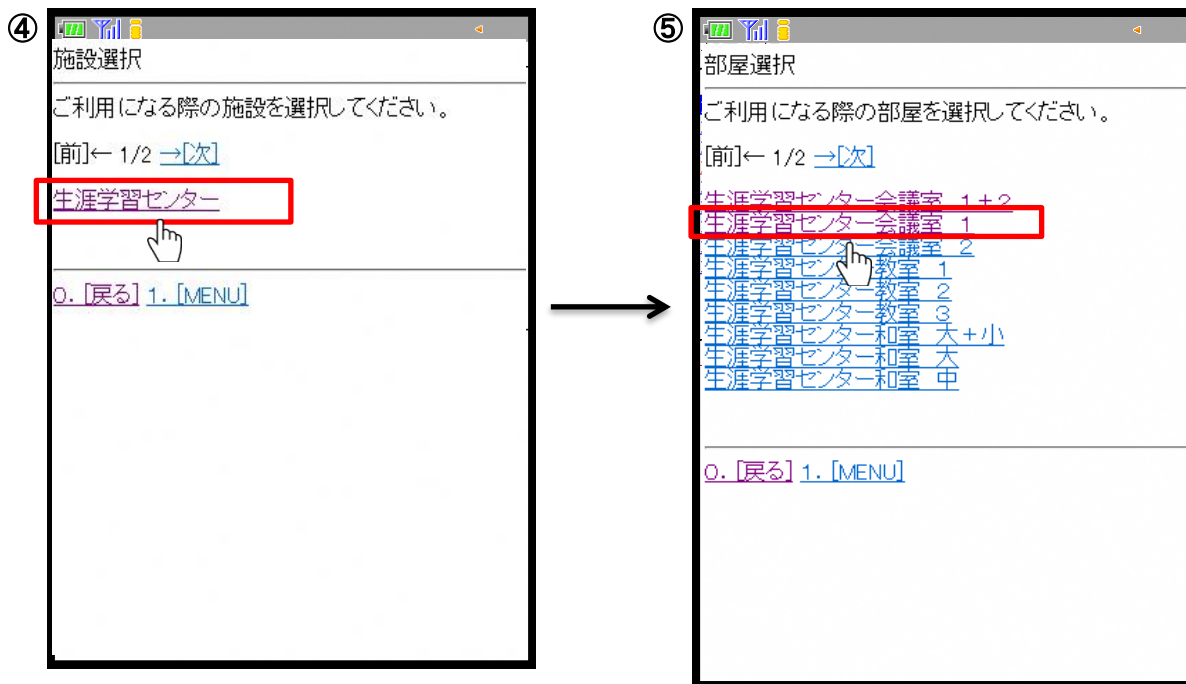 ④
施設選択
ご利用になる際の施設を選択してください。
[前]← 1/2 →[次]
生涯学習センター
0. [戻る] 1. [MENU]
⑤
部屋選択
ご利用になる際の部屋を選択してください。
[前]← 1/2 →[次]
生涯学習センター会議室 1+2
生涯学習センター会議室 1
生涯学習センター会議室 2
生涯学習センター教室 1
生涯学習センター教室 2
生涯学習センター教室 3
生涯学習センター和室 大+小
生涯学習センター和室 大
生涯学習センター和室 中
0. [戻る] 1. [MENU]